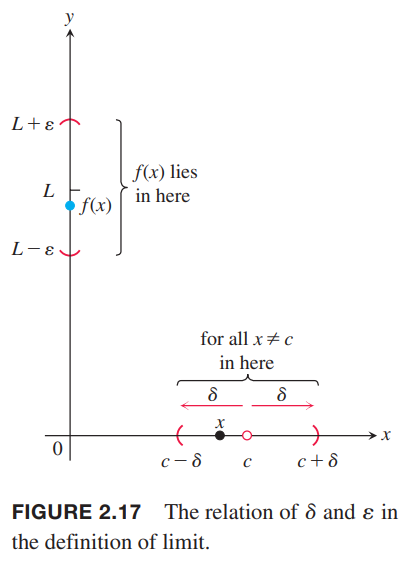 y
L+ε
f(x) lies
in here
L
f(x)
L−ε
for all x≠c
in here
δ δ
x
x
0
c−δ c c+δ
FIGURE 2.17 The relation of δ and ε in
the definition of limit.